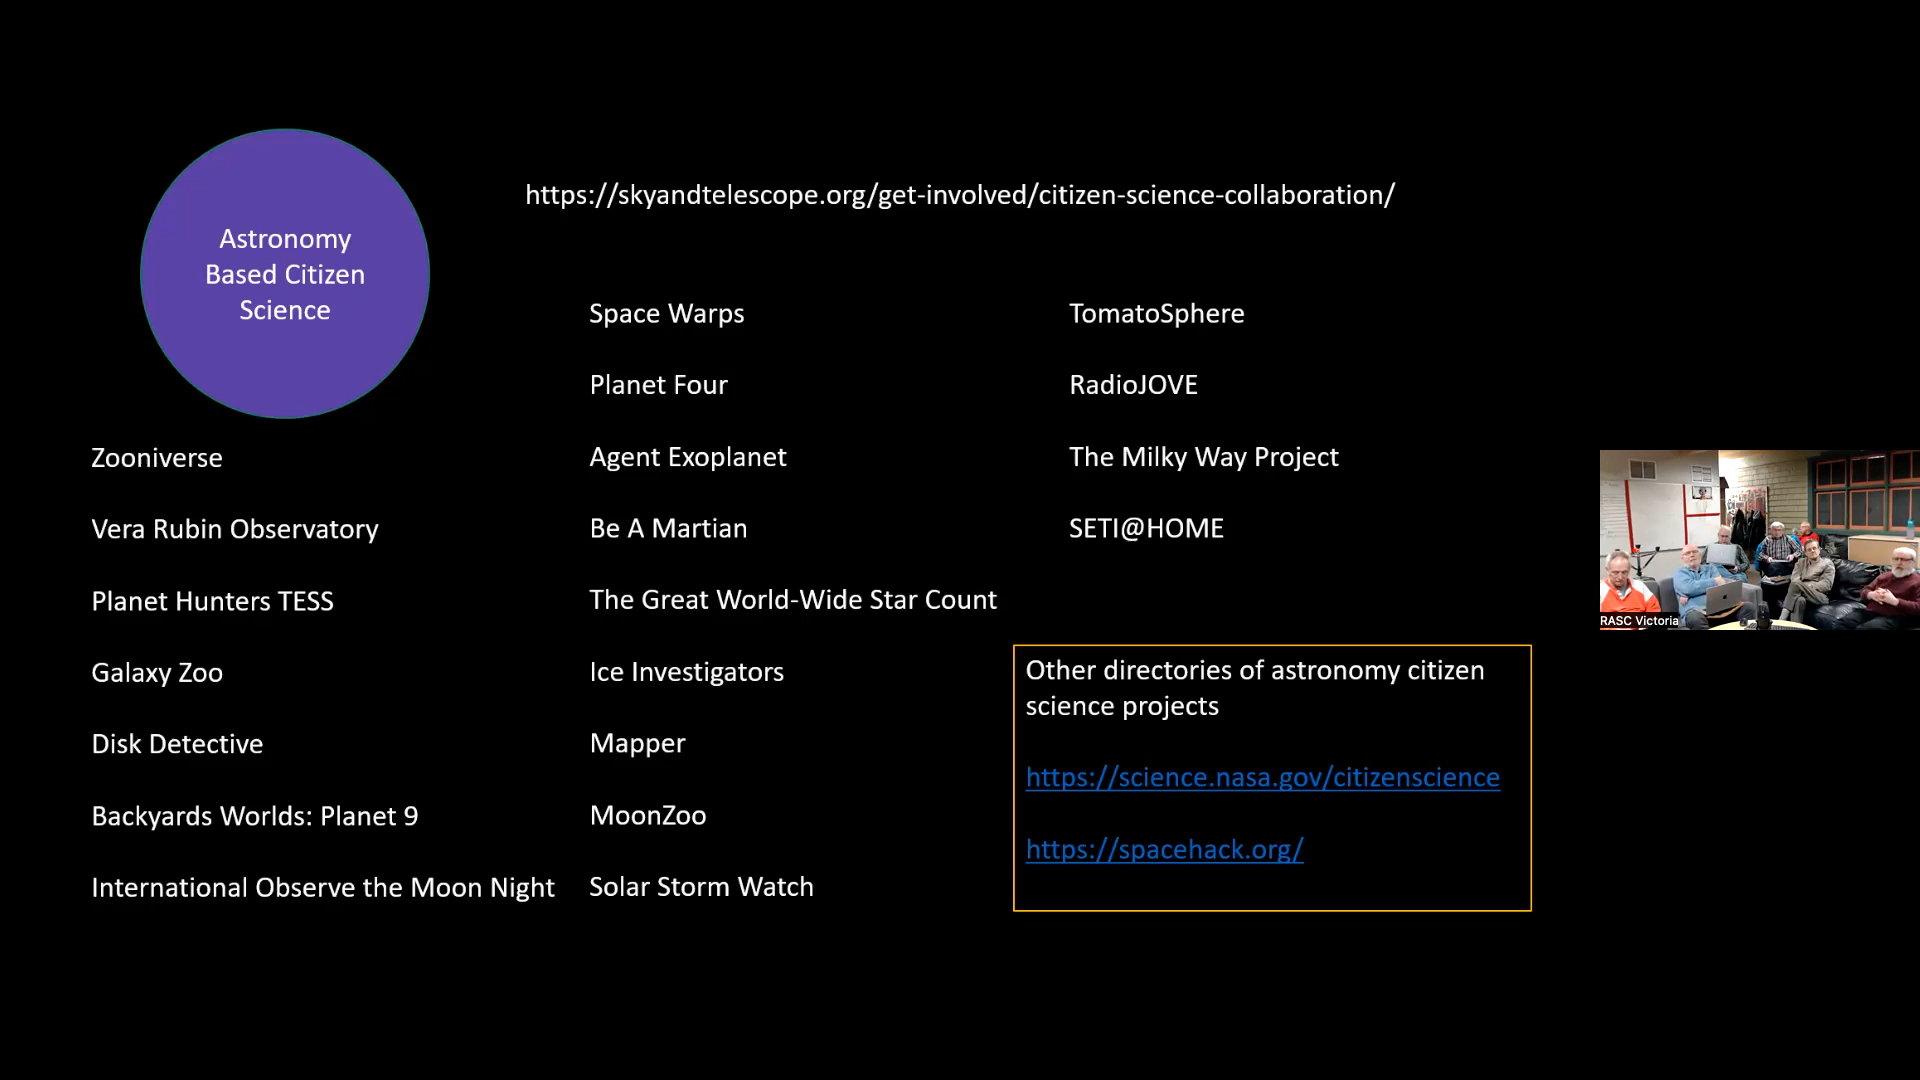 Astronomy
Based Citizen
Science
https://skyandtelescope.org/get-involved/citizen-science-collaboration/
Zooniverse
Vera Rubin Observatory
Planet Hunters TESS
Galaxy Zoo
Disk Detective
Backyards Worlds: Planet 9
International Observe the Moon Night
Space Warps
Planet Four
Agent Exoplanet
Be A Martian
The Great World-Wide Star Count
Ice Investigators
Mapper
MoonZoo
Solar Storm Watch
TomatoSphere
RadioJOVE
The Milky Way Project
SETI@HOME
Other directories of astronomy citizen
science projects
https://science.nasa.gov/citizenscience
https://spacehack.org/
RASC Victoria